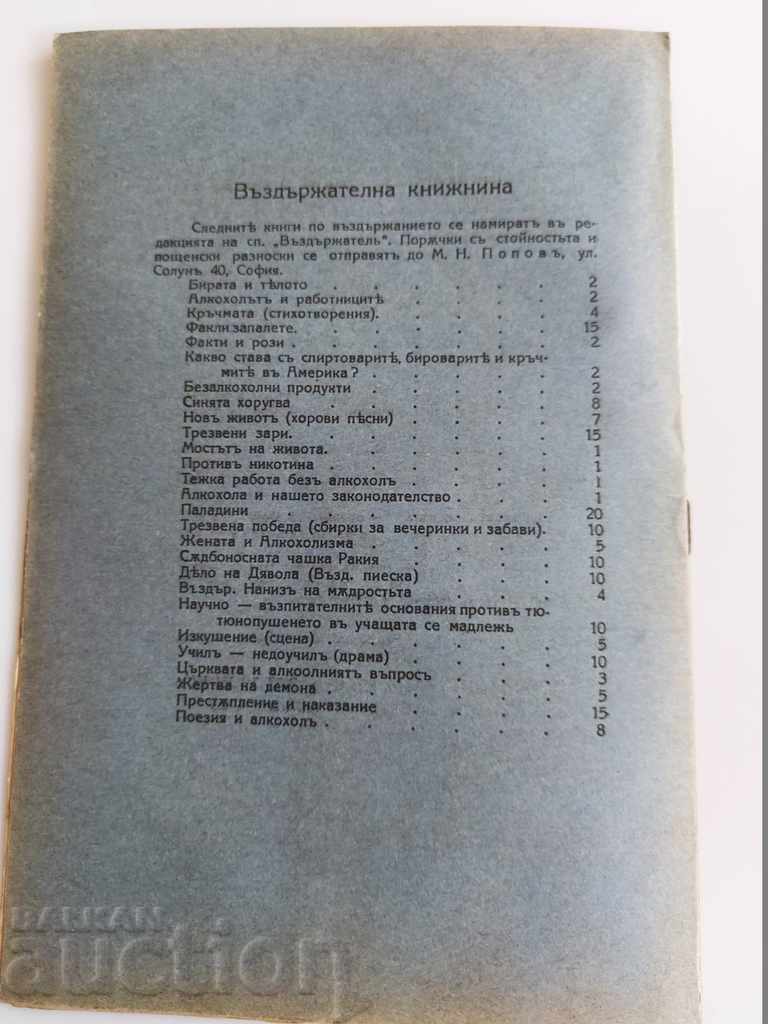 Въздържателна книжнина
Следнитѣ книги по въздържанието се намиратъ въ ре-
дакцията на сп. „Въздържатель“. Порѫчки съ стойностьта и
пощенски разноски се отправятъ до М. Н. Поповъ, ул.
Солунъ 40, София.
Бирата и тѣлото . . . . . . 2
Алкохолътъ и работницитѣ . . . . 2
Кръчмата (стихотворения). . . . . 4
Факли запалете. . . . . . . 15
Факти и рози . . . . . . . 2
Какво става съ спиртоваритѣ, бироваритѣ и кръч-
митѣ въ Америка? . . . . . 2
Безалкохолни продукти . . . . . 2
Синята хоругва . . . . . . 8
Новъ животъ (хорови пѣсни) . . . . 7
Трезвени зари. . . . . . . 15
Мостътъ на живота. . . . . . 1
Противъ никотина . . . . . . 1
Тежка работа безъ алкохолъ . . . . 1
Алкохола и нашето законодателство . . . 1
Паладини . . . . . . . 20
Трезвена победа (сбирки за вечеринки и забави). 10
Жената и Алкохолизма . . . . . 5
Сѫдбоносната чашка Ракия . . . . 10
Дѣло на Дявола (Възд. пиеска) . . . 10
Въздър. Нанизъ на мѫдростьта . . . 4
Научно — възпитателнитѣ основания противъ тю-
тюнопушенето въ учащата се мадлежь 10
Изкушение (сцена) . . . . . . 5
Училъ — недоучилъ (драма) . . . . 10
Църквата и алкоолниятъ въпросъ . . . 3
Жертва на демона . . . . . . 5
Престѫпление и наказание . . . . 15
Поезия и алкохолъ . . . . . . 8
BALKAN
auction